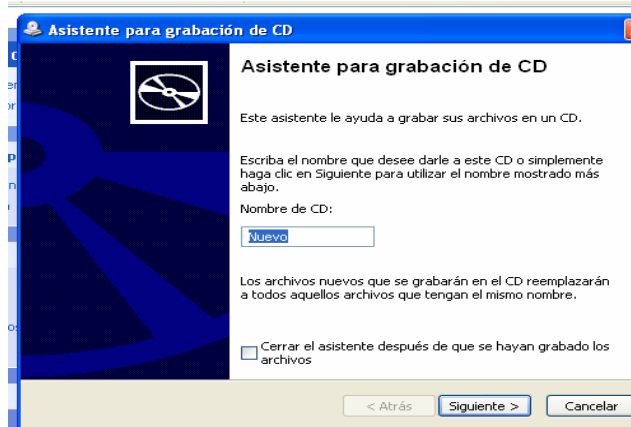 Asistente para grabación de CD
Asistente para grabación de CD
Este asistente le ayuda a grabar sus archivos en un CD.
Escriba el nombre que desee darle a este CD o simplemente
haga clic en Siguiente para utilizar el nombre mostrado más
abajo.
Nombre de CD:
Nuevo
Los archivos nuevos que se grabarán en el CD reemplazarán
a todos aquellos archivos que tengan el mismo nombre.
Cerrar el asistente después de que se hayan grabado los
archivos
< Atrás Siguiente > Cancelar